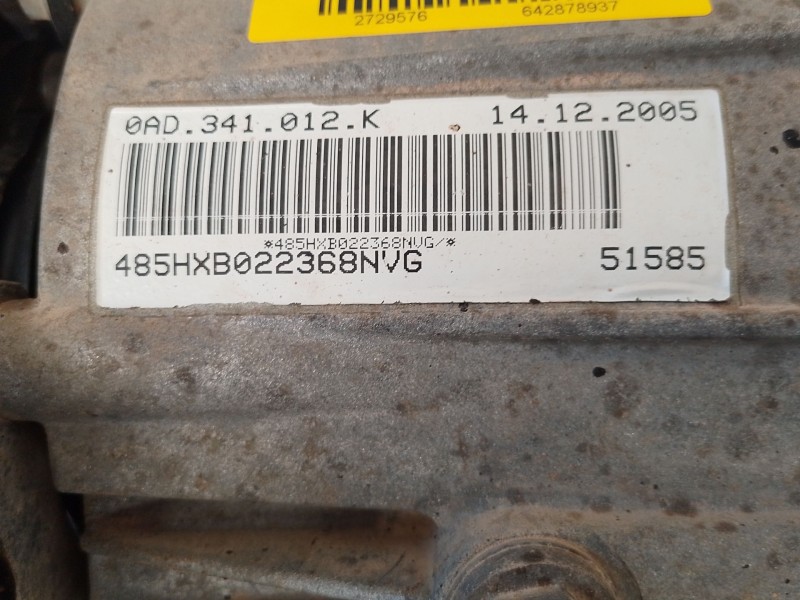 2729576 642878937
0AD.341.012.K 14.12.2005
*485HXB022368NVG/*
485HXB022368NVG 51585